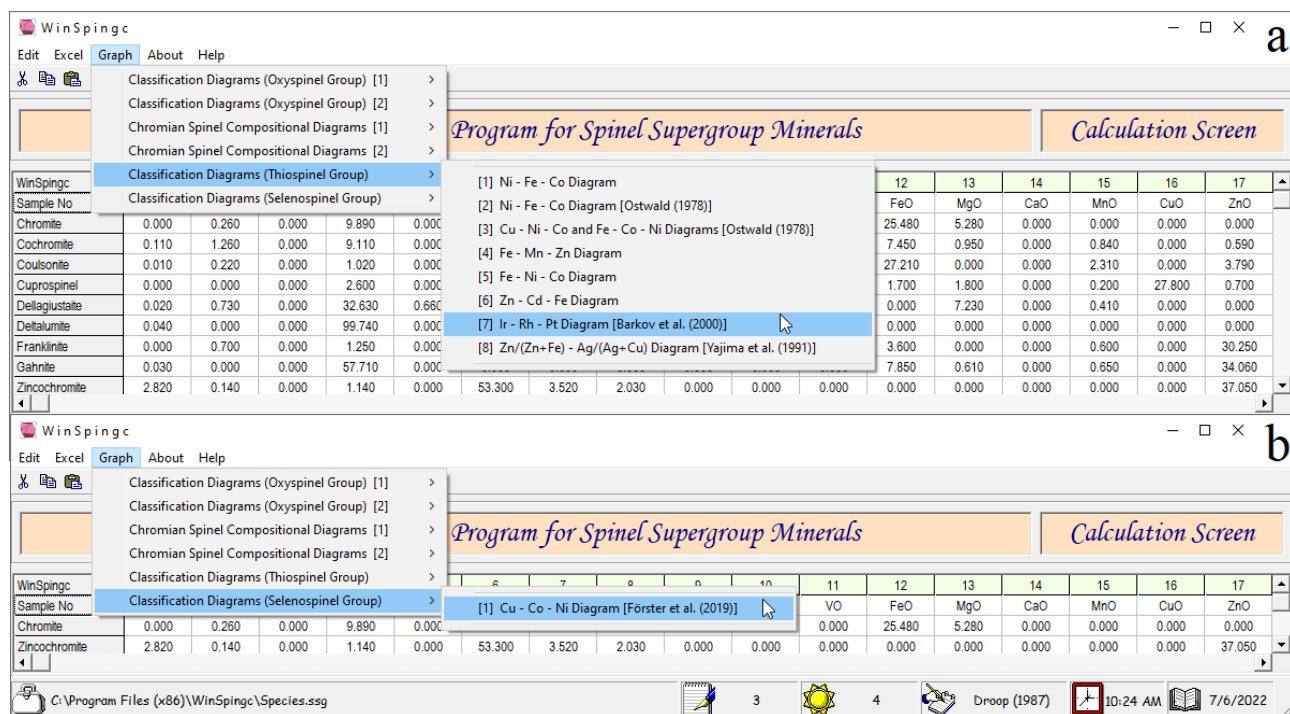 WinSpingc
a
Edit Excel Graph About Help
Classification Diagrams (Oxyspinel Group) [1]
Classification Diagrams (Oxyspinel Group) [2]
Chromian Spinel Compositional Diagrams [1]
Chromian Spinel Compositional Diagrams [2]
Classification Diagrams (Thiospinel Group)
Classification Diagrams (Selenospinel Group)
Program for Spinel Supergroup Minerals
Calculation Screen
[1] Ni - Fe - Co Diagram
[2] Ni - Fe - Co Diagram [Ostwald (1978)]
[3] Cu - Ni - Co and Fe - Co - Ni Diagrams [Ostwald (1978)]
[4] Fe - Mn - Zn Diagram
[5] Fe - Ni - Co Diagram
[6] Zn - Cd - Fe Diagram
[7] Ir - Rh - Pt Diagram [Barkov et al. (2000)]
[8] Zn/(Zn+Fe) - Ag/(Ag+Cu) Diagram [Yajima et al. (1991)]
WinSpingc 12 13 14 15 16 17
Sample No FeO MgO CaO MnO CuO ZnO
Chromite 0.000 0.260 0.000 9.890 0.000 25.480 5.280 0.000 0.000 0.000 0.000
Cochromite 0.110 1.260 0.000 9.110 0.000 7.450 0.950 0.000 0.840 0.000 0.590
Coulsonite 0.010 0.220 0.000 1.020 0.000 27.210 0.000 0.000 2.310 0.000 3.790
Cuprospinel 0.000 0.000 0.000 2.600 0.000 1.700 1.800 0.000 0.200 27.800 0.700
Dellagiustaite 0.020 0.730 0.000 32.630 0.660 0.000 7.230 0.000 0.410 0.000 0.000
Deltalumite 0.040 0.000 0.000 99.740 0.000 0.000 0.000 0.000 0.000 0.000 0.000
Franklinite 0.000 0.700 0.000 1.250 0.000 3.600 0.000 0.000 0.600 0.000 30.250
Gahnite 0.030 0.000 0.000 57.710 0.000 7.850 0.610 0.000 0.650 0.000 34.060
Zincochromite 2.820 0.140 0.000 1.140 0.000 53.300 3.520 2.030 0.000 0.000 0.000 0.000 0.000 0.000 0.000 0.000 37.050
WinSpingc
b
Edit Excel Graph About Help
Classification Diagrams (Oxyspinel Group) [1]
Classification Diagrams (Oxyspinel Group) [2]
Chromian Spinel Compositional Diagrams [1]
Chromian Spinel Compositional Diagrams [2]
Classification Diagrams (Thiospinel Group)
Classification Diagrams (Selenospinel Group)
Program for Spinel Supergroup Minerals
Calculation Screen
[1] Cu - Co - Ni Diagram [Förster et al. (2019)]
WinSpingc 6 7 8 9 10 11 12 13 14 15 16 17
Sample No VO FeO MgO CaO MnO CuO ZnO
Chromite 0.000 0.260 0.000 9.890 0.000 0.000 25.480 5.280 0.000 0.000 0.000 0.000
Zincochromite 2.820 0.140 0.000 1.140 0.000 53.300 3.520 2.030 0.000 0.000 0.000 0.000 0.000 0.000 0.000 0.000 37.050
C:\Program Files (x86)\WinSpingc\Species.ssg 3 4 Droop (1987) 10:24 AM 7/6/2022